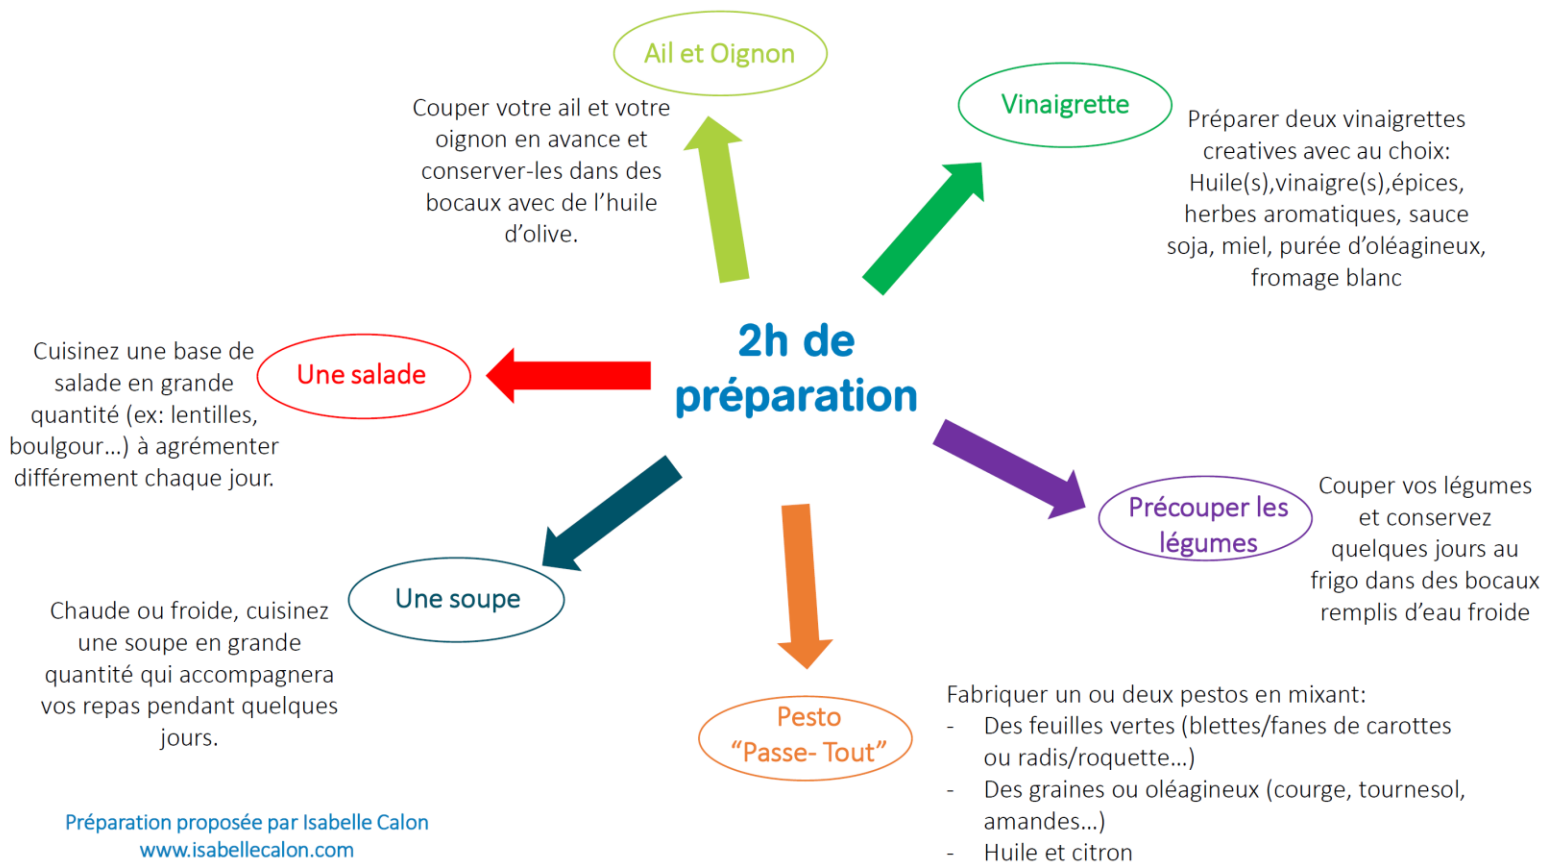 Ail et Oignon
Couper votre ail et votre
oignon en avance et
conserver-les dans des
bocaux avec de l’huile
d’olive.
Vinaigrette
Préparer deux vinaigrettes
creatives avec au choix:
Huile(s),vinaigre(s),épices,
herbes aromatiques, sauce
soja, miel, purée d’oléagineux,
fromage blanc
2h de
préparation
Une salade
Cuisinez une base de
salade en grande
quantité (ex: lentilles,
boulgour…) à agrémenter
différement chaque jour.
Précouper les
légumes
Couper vos légumes
et conservez
quelques jours au
frigo dans des bocaux
remplis d’eau froide
Une soupe
Chaude ou froide, cuisinez
une soupe en grande
quantité qui accompagnera
vos repas pendant quelques
jours.
Pesto
“Passe- Tout”
Fabriquer un ou deux pestos en mixant:
- Des feuilles vertes (blettes/fanes de carottes
ou radis/roquette…)
- Des graines ou oléagineux (courge, tournesol,
amandes…)
- Huile et citron
Préparation proposée par Isabelle Calon
www.isabellecalon.com